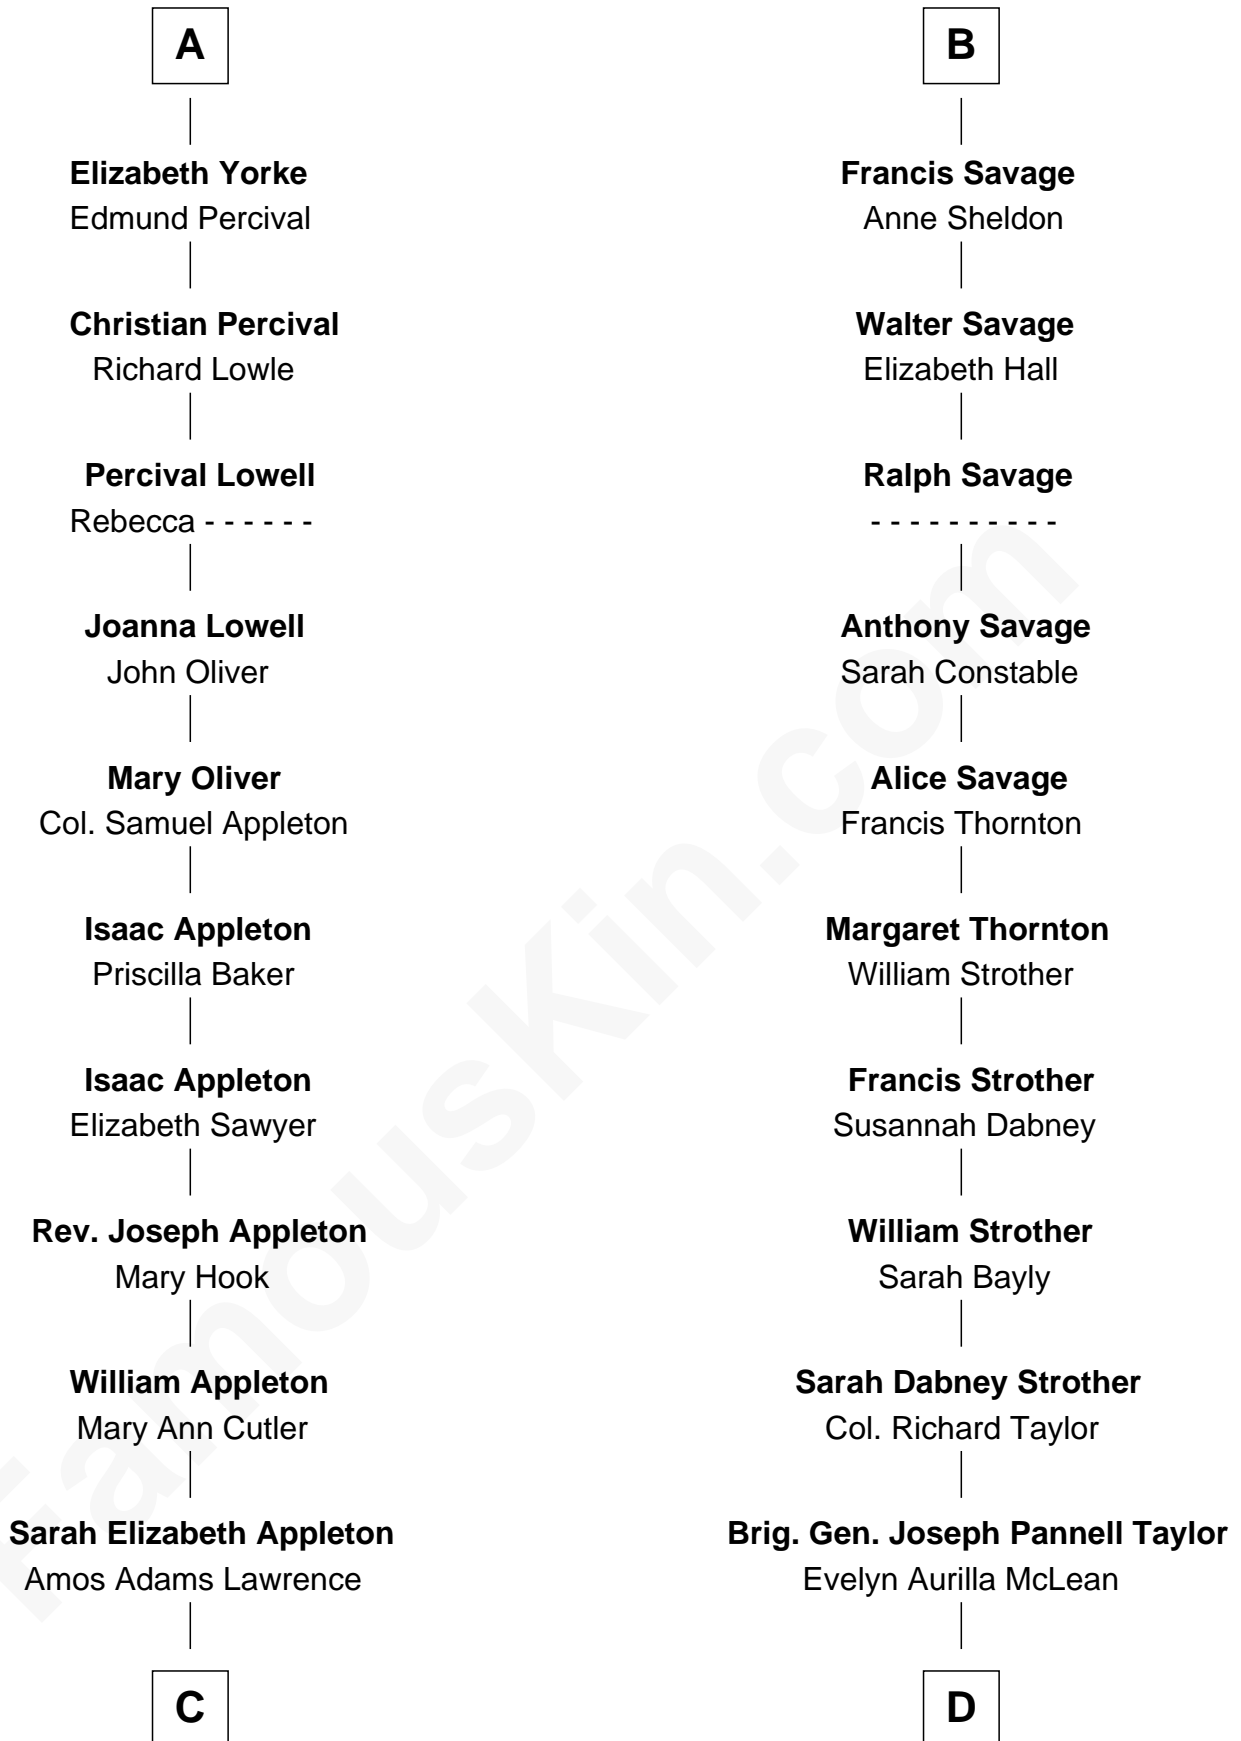 A
Elizabeth Yorke
Edmund Percival
Christian Percival
Richard Lowle
Percival Lowell
Rebecca - - - - - -
Joanna Lowell
John Oliver
Mary Oliver
Col. Samuel Appleton
Isaac Appleton
Priscilla Baker
Isaac Appleton
Elizabeth Sawyer
Rev. Joseph Appleton
Mary Hook
William Appleton
Mary Ann Cutler
Sarah Elizabeth Appleton
Amos Adams Lawrence
C
B
Francis Savage
Anne Sheldon
Walter Savage
Elizabeth Hall
Ralph Savage
- - - - - - - - - -
Anthony Savage
Sarah Constable
Alice Savage
Francis Thornton
Margaret Thornton
William Strother
Francis Strother
Susannah Dabney
William Strother
Sarah Bayly
Sarah Dabney Strother
Col. Richard Taylor
Brig. Gen. Joseph Pannell Taylor
Evelyn Aurilla McLean
D
FamousKin.com